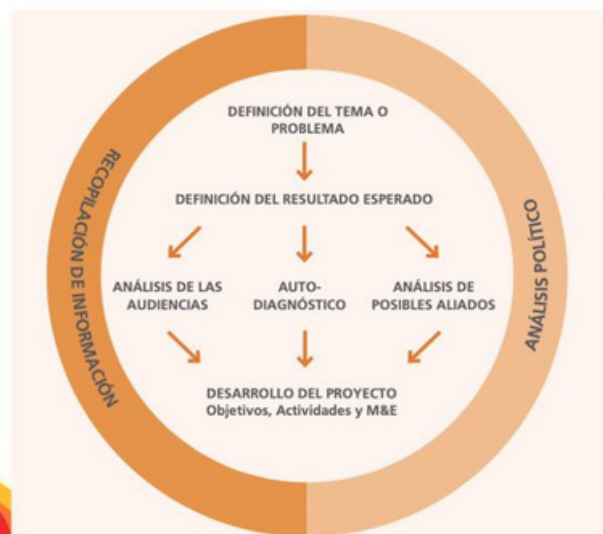 DEFINICIÓN DEL TEMA O
PROBLEMA
DEFINICIÓN DEL RESULTADO ESPERADO
ANÁLISIS DE LAS
AUDIENCIAS
AUTO-
DIAGNÓSTICO
ANÁLISIS DE
POSIBLES ALIADOS
DESARROLLO DEL PROYECTO
Objetivos, Actividades y M&E
RECOPILACIÓN DE INFORMACIÓN
ANÁLISIS POLÍTICO